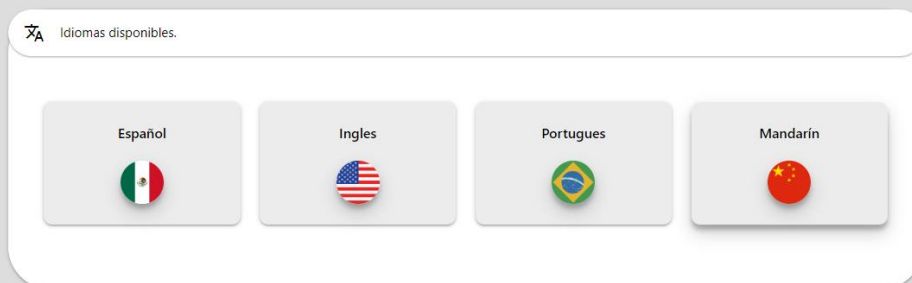 Idiomas disponibles.
Español
Ingles
Portugues
Mandarín